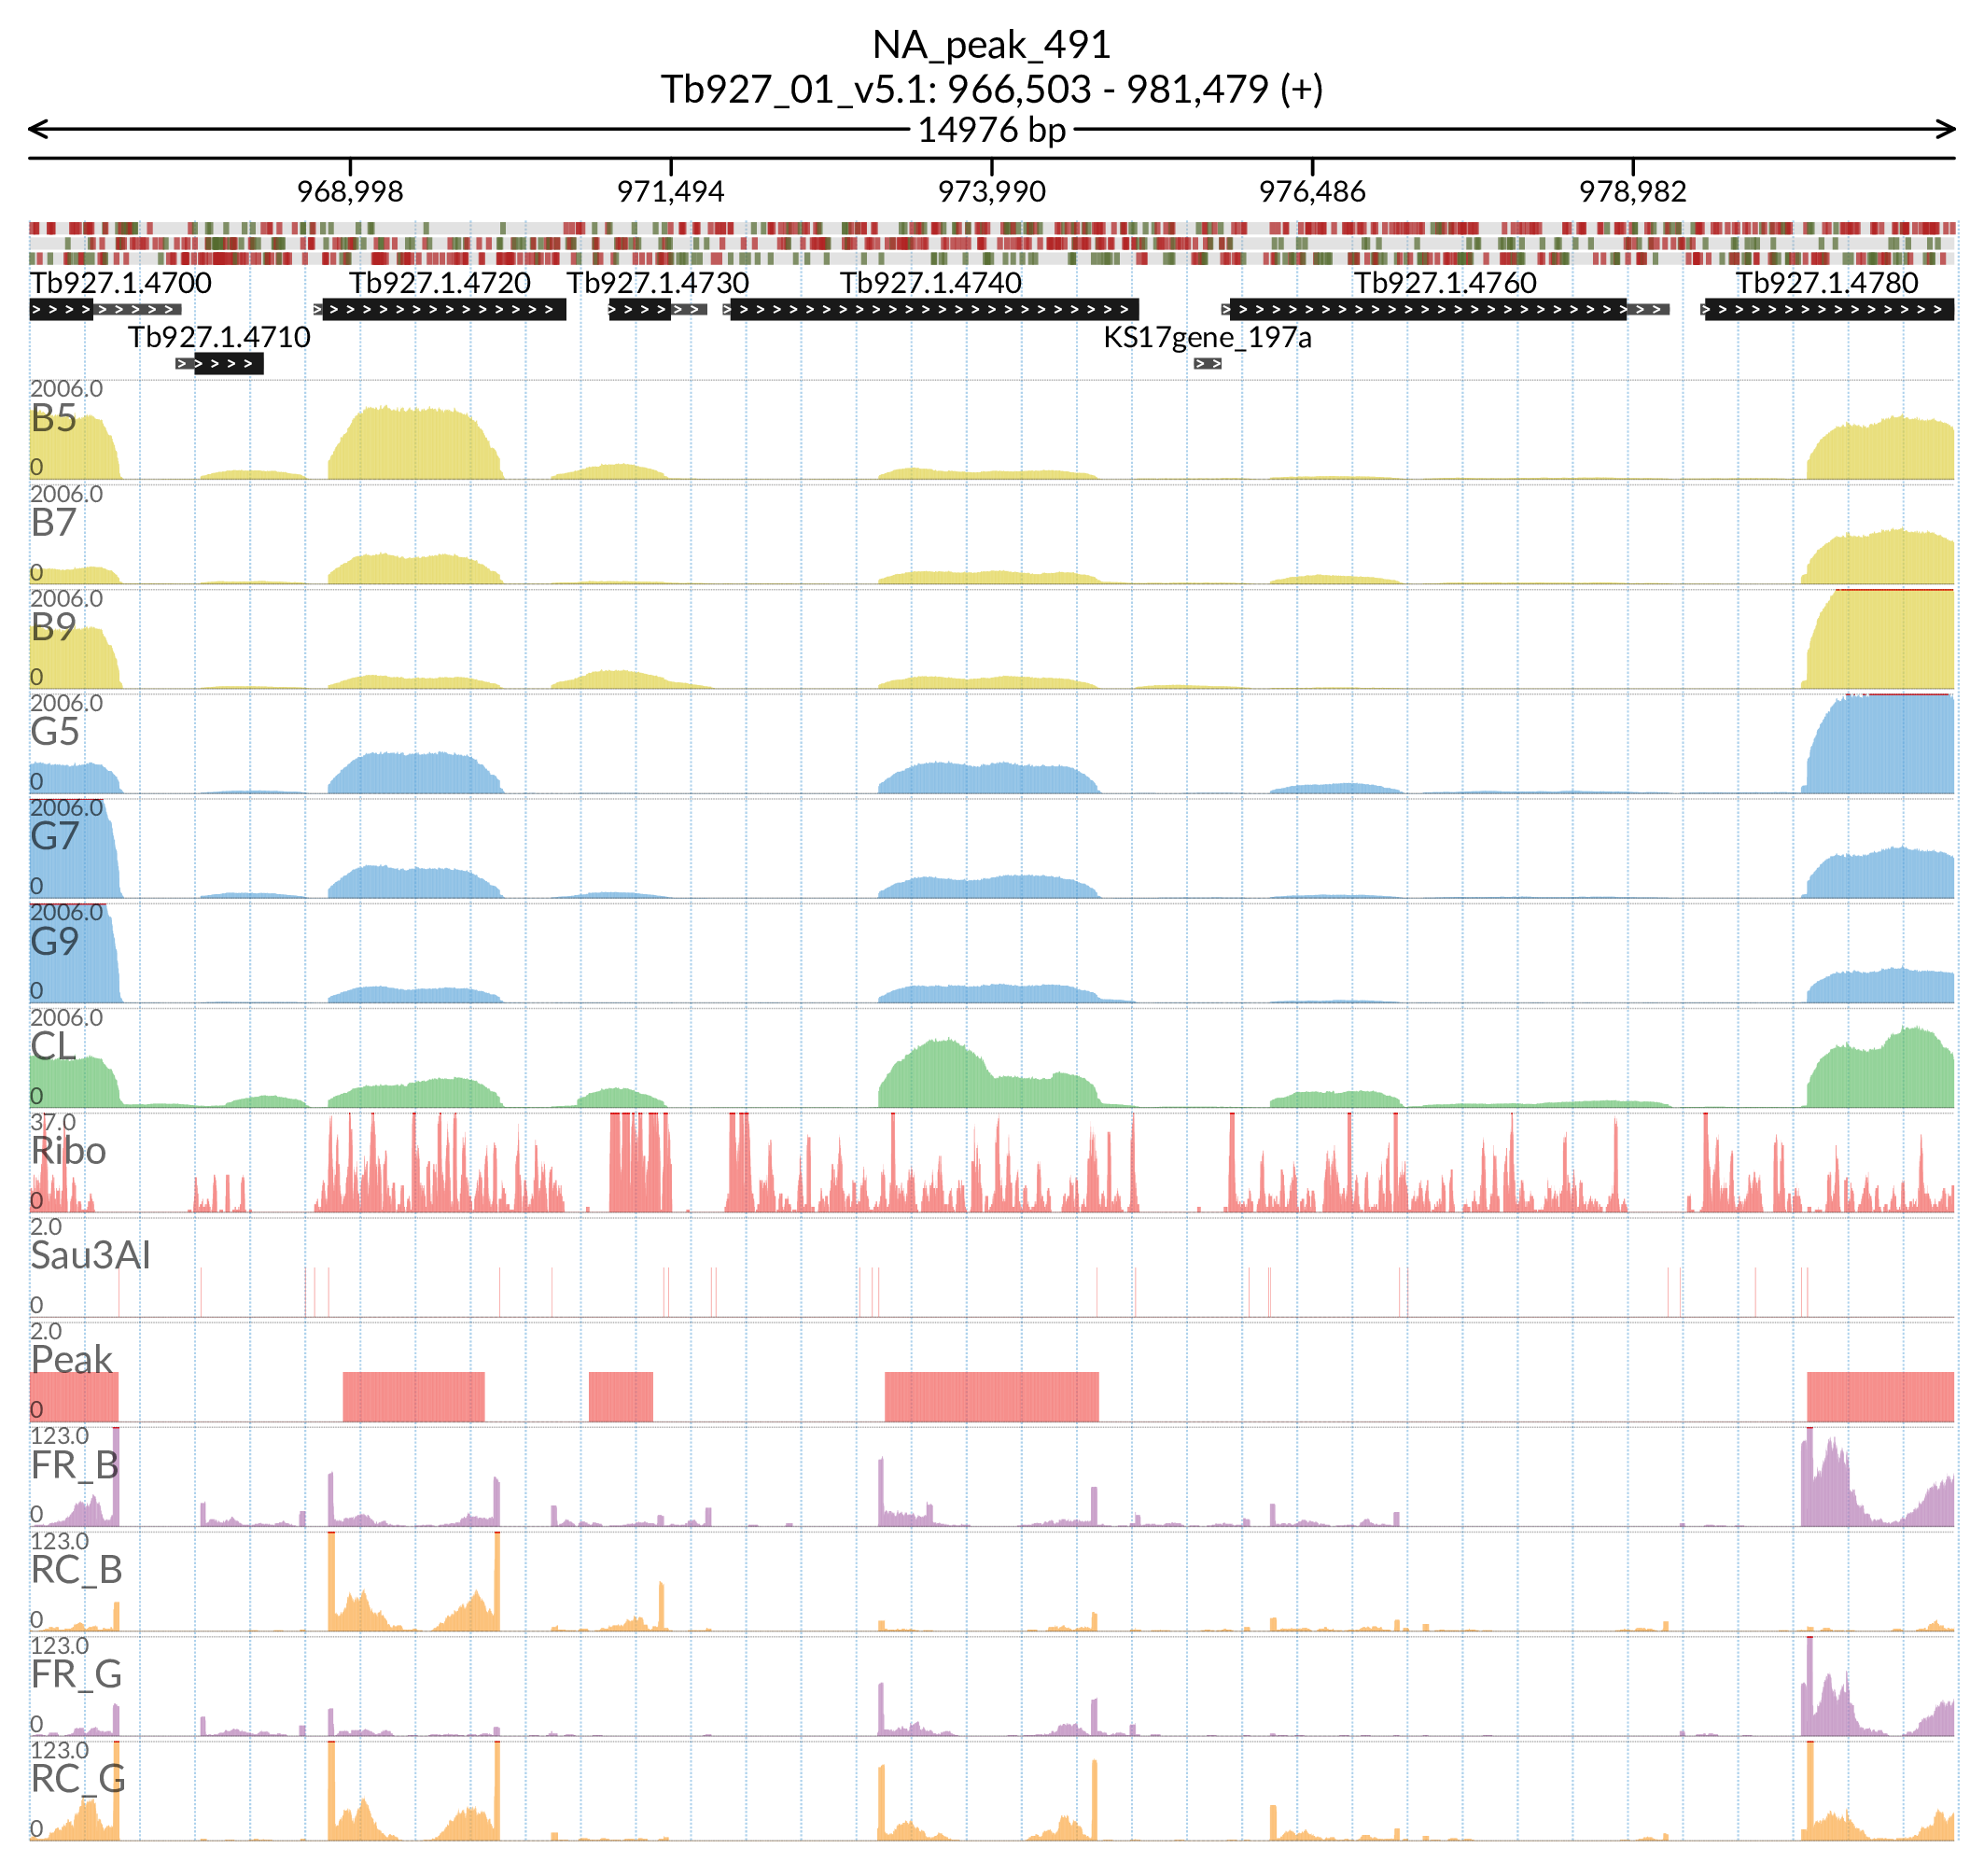 NA_peak_491
Tb927_01_v5.1: 966,503 - 981,479 (+)
14976 bp
968,998 971,494 973,990 976,486 978,982
Tb927.1.4700 Tb927.1.4720 Tb927.1.4730 Tb927.1.4740 Tb927.1.4760 Tb927.1.4780
Tb927.1.4710 KS17gene_197a
2006.0
B5
0
2006.0
B7
0
2006.0
B9
0
2006.0
G5
0
2006.0
G7
0
2006.0
G9
0
2006.0
CL
0
37.0
Ribo
0
2.0
Sau3AI
0
2.0
Peak
0
123.0
FR_B
0
123.0
RC_B
0
123.0
FR_G
0
123.0
RC_G
0